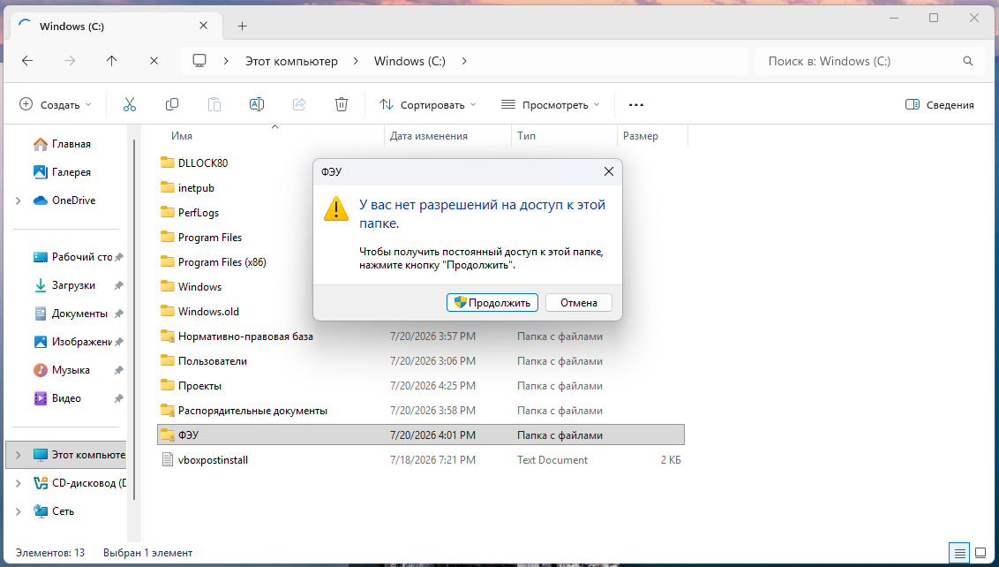 Windows (C:)
Этот компьютер > Windows (C:) >
Поиск в: Windows (C:)
Создать
Сортировать
Просмотреть
Сведения
Главная
Галерея
OneDrive
Рабочий сто
Загрузки
Документы
Изображени
Музыка
Видео
Этот компьюте
CD-дисковод (D
Сеть
Имя Дата изменения Тип Размер
DLLOCK80
inetpub
PerfLogs
Program Files
Program Files (x86)
Windows
Windows.old
Нормативно-правовая база 7/20/2026 3:57 PM Папка с файлами
Пользователи 7/20/2026 3:06 PM Папка с файлами
Проекты 7/20/2026 4:25 PM Папка с файлами
Распорядительные документы 7/20/2026 3:58 PM Папка с файлами
ФЭУ 7/20/2026 4:01 PM Папка с файлами
vboxpostinstall 7/18/2026 7:21 PM Text Document 2 КБ
ФЭУ
У вас нет разрешений на доступ к этой
папке.
Чтобы получить постоянный доступ к этой папке,
нажмите кнопку "Продолжить".
Продолжить
Отмена
Элементов: 13 Выбран 1 элемент